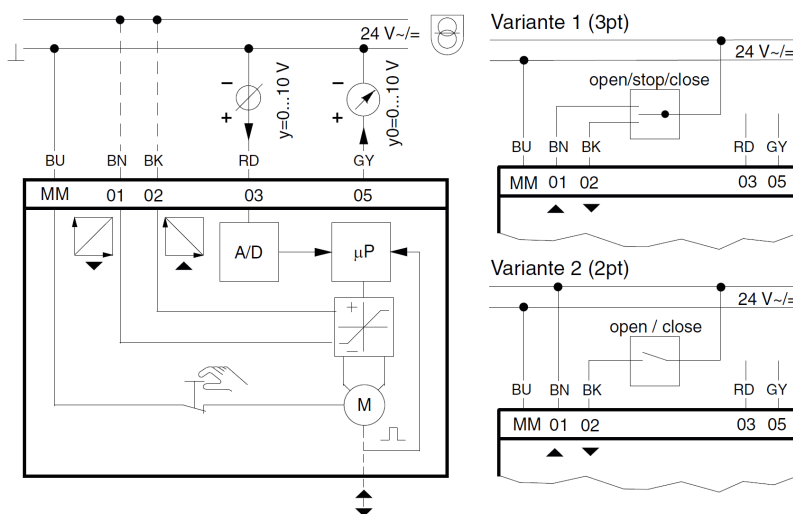 24 V~/=
⊥
y=0...10 V
y0=0...10 V
− +
− +
BU BN BK RD GY
MM 01 02 03 05
A/D
µP
+
−
M
Variante 1 (3pt)
24 V~/=
open/stop/close
BU BN BK RD GY
MM 01 02 03 05
Variante 2 (2pt)
24 V~/=
open / close
BU BN BK RD GY
MM 01 02 03 05